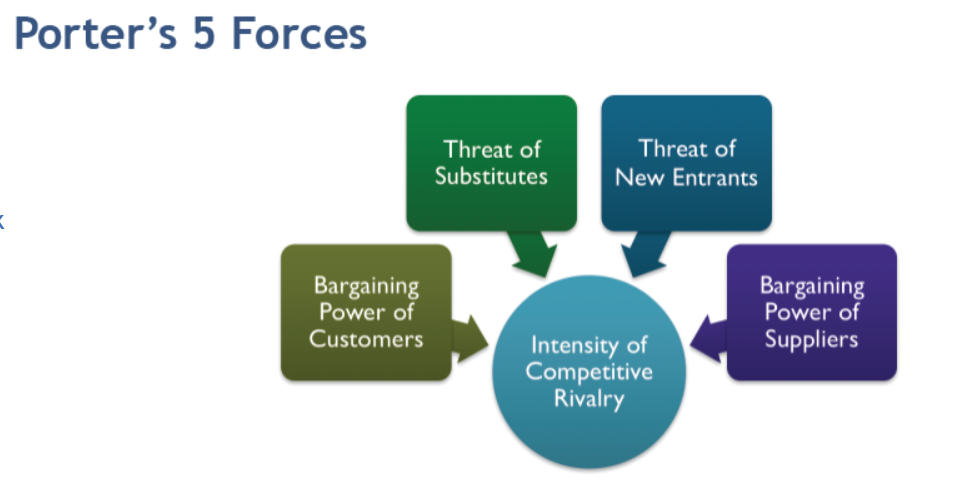 Porter's 5 Forces
Threat of
Substitutes
Threat of
New Entrants
Bargaining
Power of
Customers
Intensity of
Competitive
Rivalry
Bargaining
Power of
Suppliers